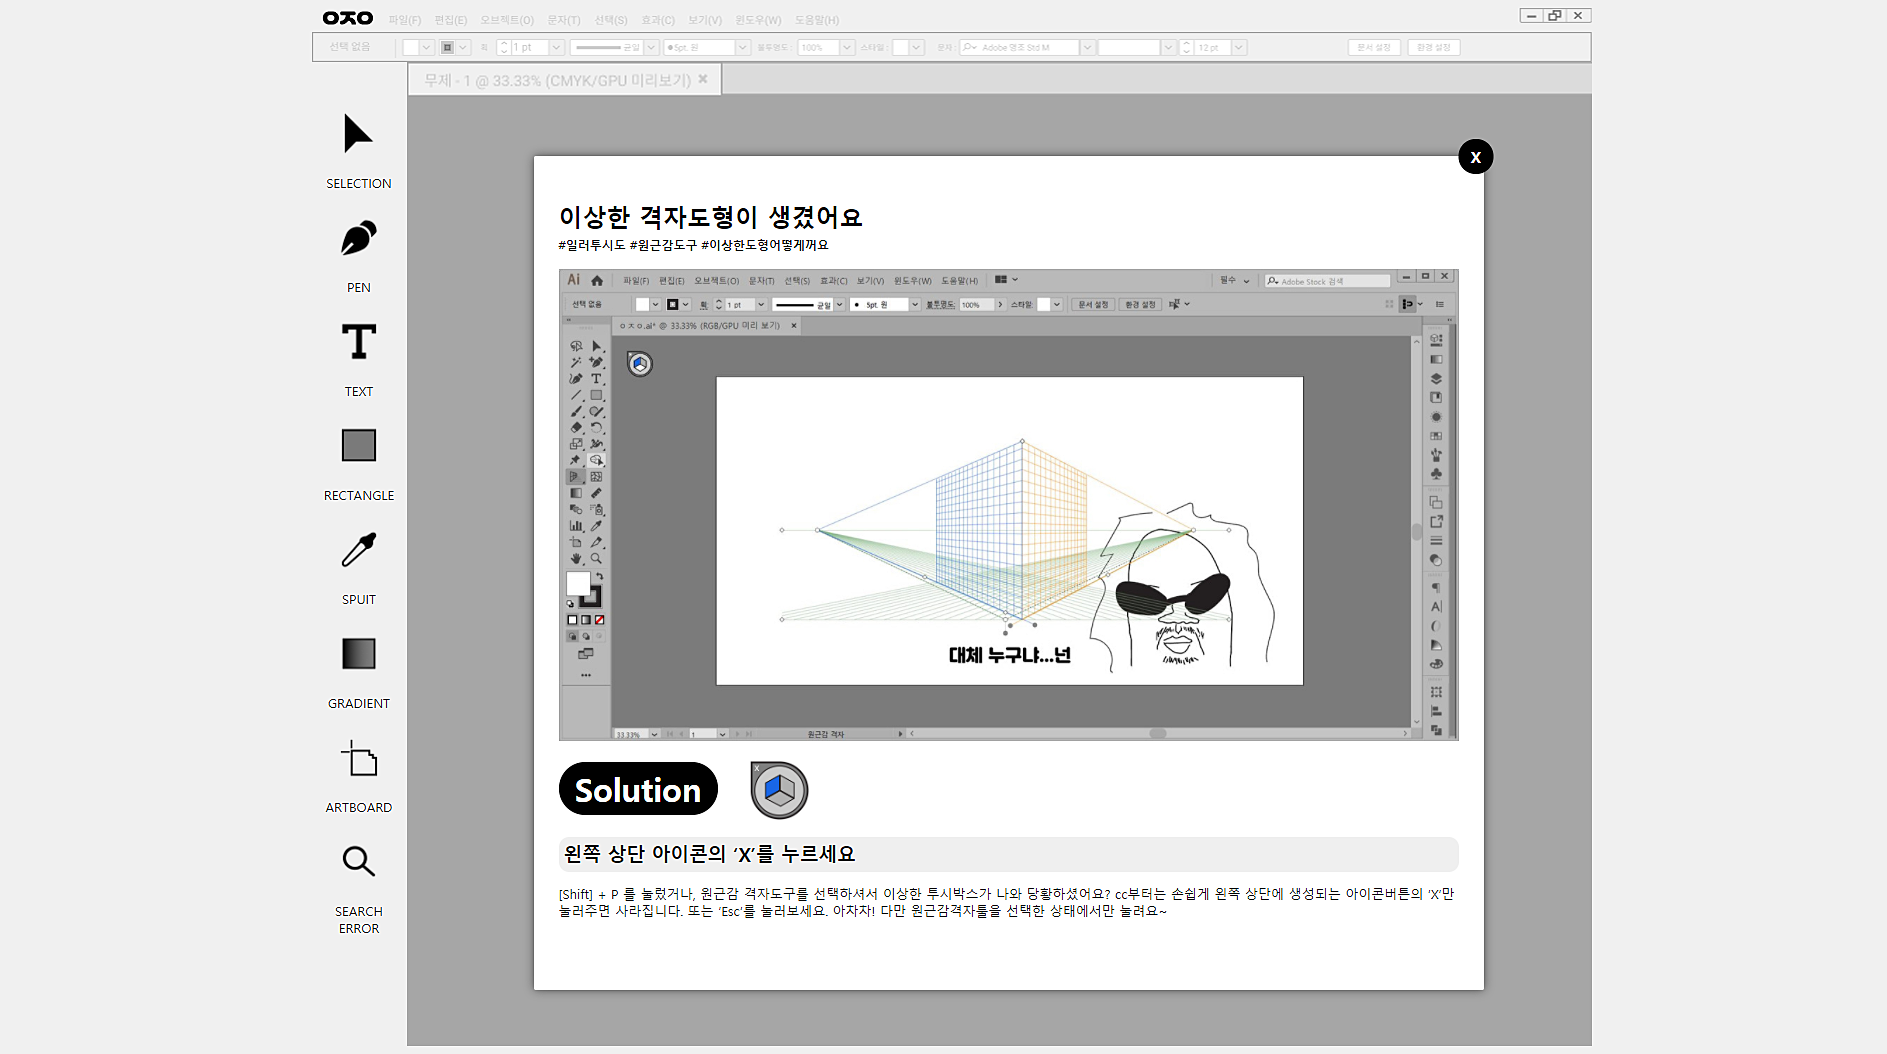 ㅇㅈㅇ 파일(F) 편집(E) 오브젝트(O) 문자(T) 선택(S) 효과(C) 보기(V) 윈도우(W) 도움말(H)
선택 없음 획 1 pt 균일 5pt. 원 불투명도 : 100% 스타일 : 문자 : Adobe 명조 Std M 12 pt 문서 설정 환경 설정
무제 - 1 @ 33.33% (CMYK/GPU 미리보기)
SELECTION
PEN
TEXT
RECTANGLE
SPUIT
GRADIENT
ARTBOARD
SEARCH
ERROR
X
이상한 격자도형이 생겼어요
#일러투시도 #원근감도구 #이상한도형어떻게꺼요
Ai 파일(F) 편집(E) 오브젝트(O) 문자(T) 선택(S) 효과(C) 보기(V) 윈도우(W) 도움말(H) 필수 Adobe Stock 검색
선택 없음 획: 1 pt 균일 5pt. 원 불투명도: 100% 스타일: 문서 설정 환경 설정
ㅇㅈㅇ.ai* @ 33.33% (RGB/GPU 미리 보기)
대체 누구냐...넌
33.33% 1 원근감 격자
Solution
X
왼쪽 상단 아이콘의 ‘X’를 누르세요
[Shift] + P 를 눌렀거나, 원근감 격자도구를 선택하셔서 이상한 투시박스가 나와 당황하셨어요? cc부터는 손쉽게 왼쪽 상단에 생성되는 아이콘버튼의 ‘X’만
눌러주면 사라집니다. 또는 ‘Esc’를 눌러보세요. 아자자! 다만 원근감격자툴을 선택한 상태에서만 눌려요~